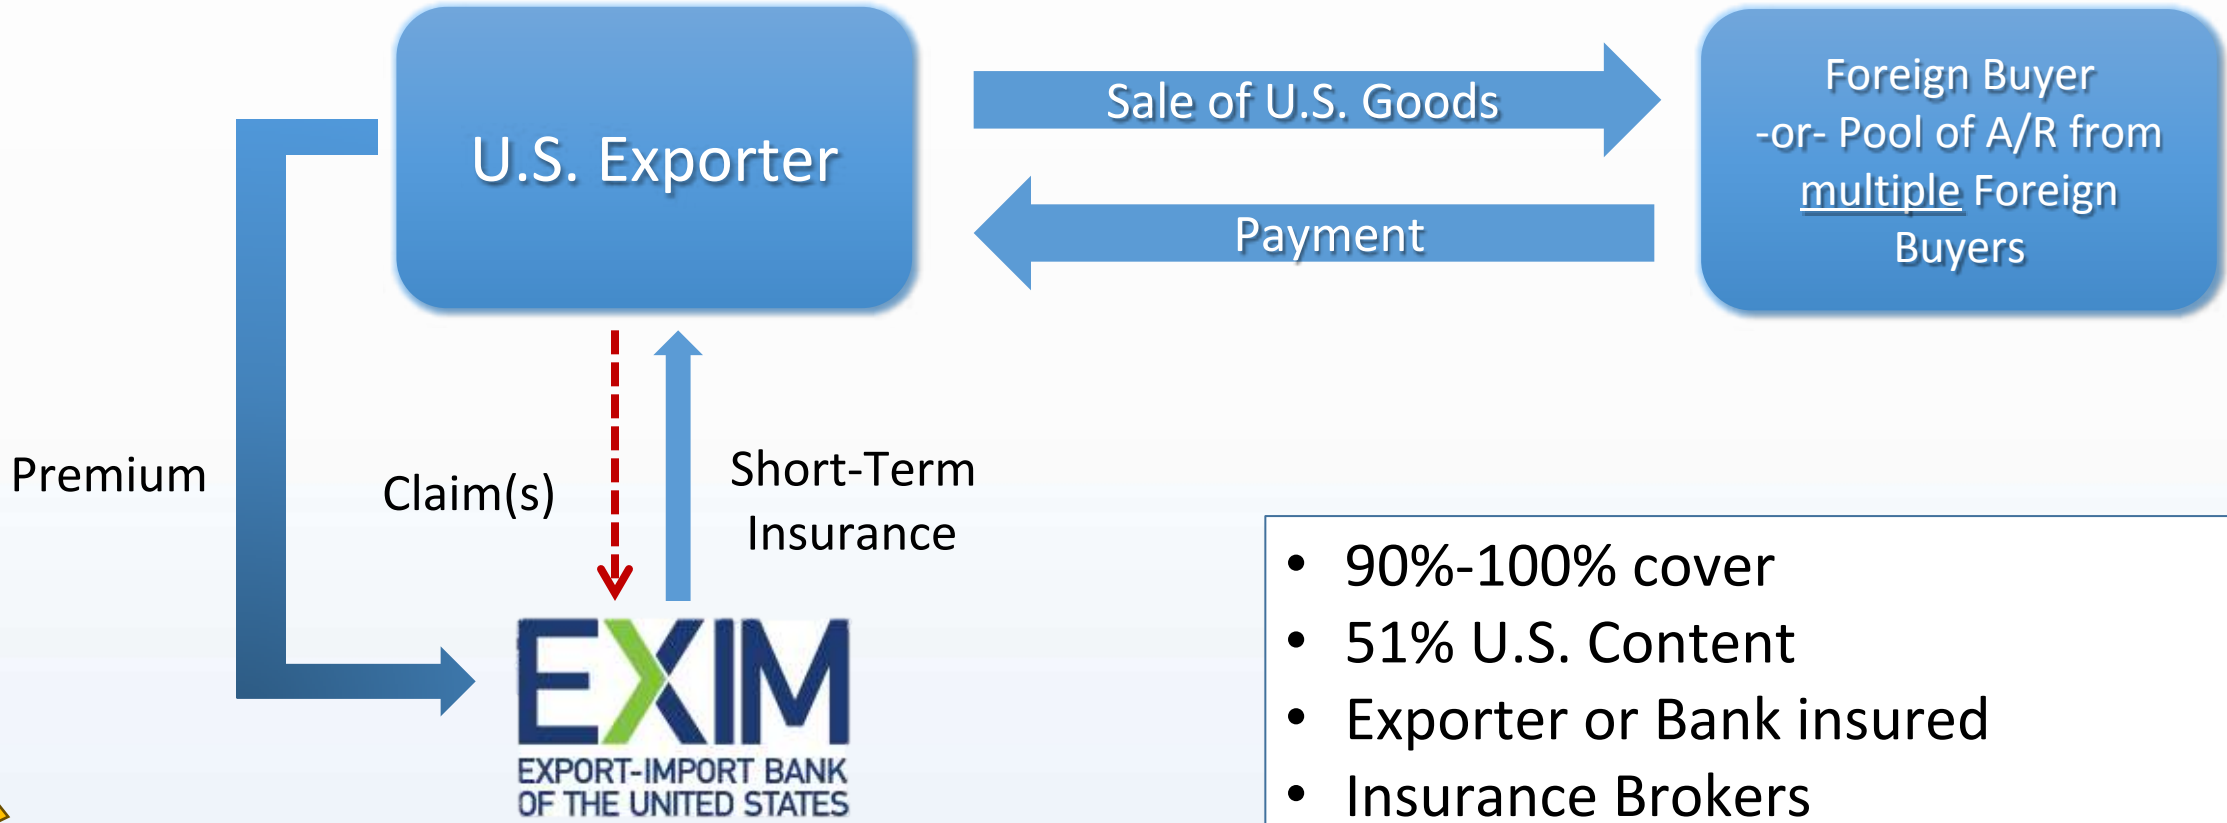 U.S. Exporter
Sale of U.S. Goods
Payment
Foreign Buyer
-or- Pool of A/R from
multiple Foreign
Buyers
Premium
Claim(s)
Short-Term
Insurance
EXIM
EXPORT-IMPORT BANK
OF THE UNITED STATES
• 90%-100% cover
• 51% U.S. Content
• Exporter or Bank insured
• Insurance Brokers